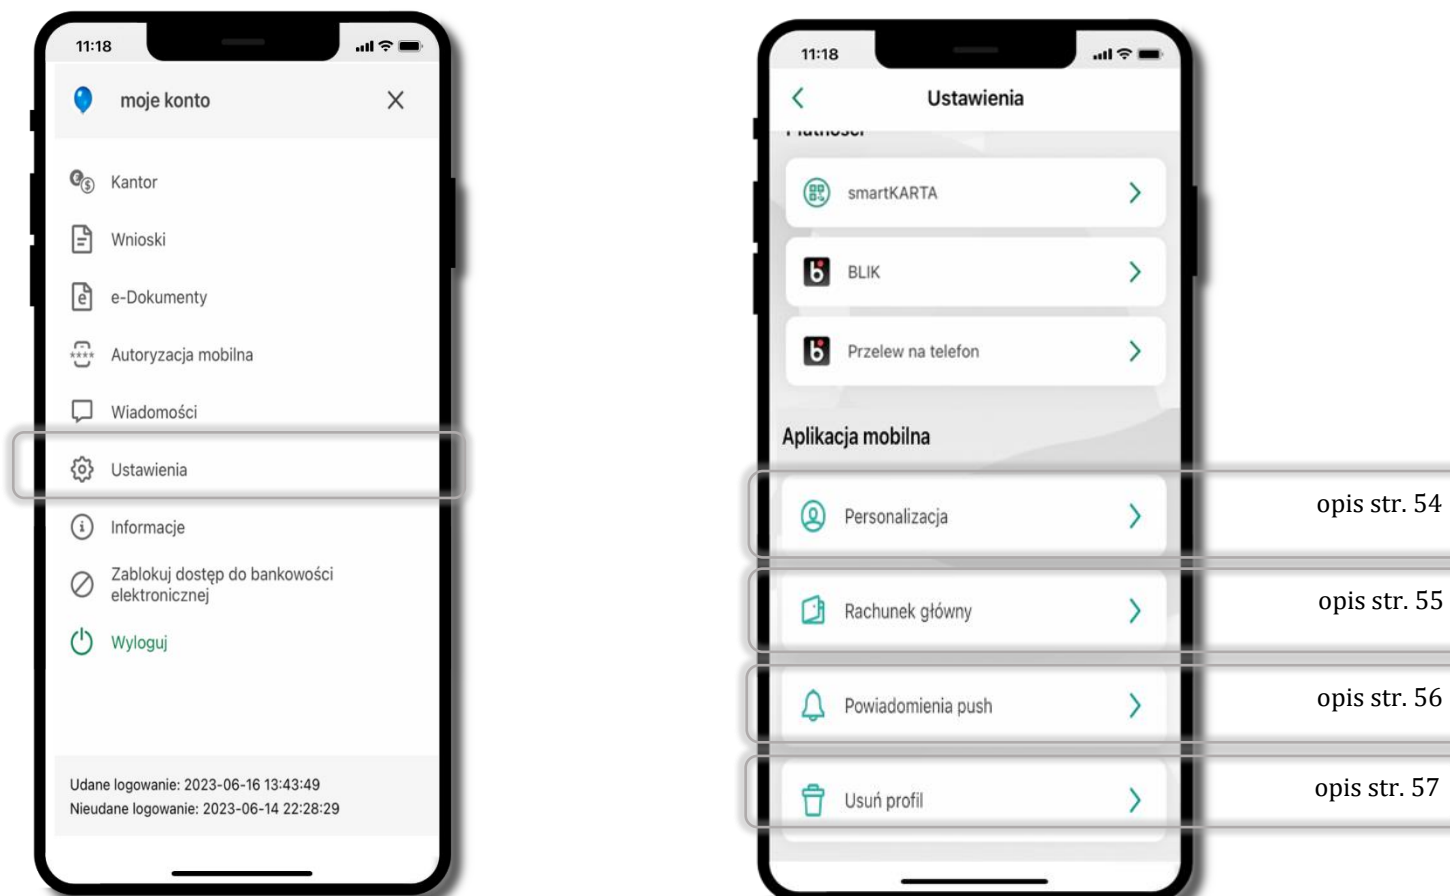 11:18
moje konto
Kantor
Wnioski
e-Dokumenty
Autoryzacja mobilna
Wiadomości
Ustawienia
Informacje
Zablokuj dostęp do bankowości
elektronicznej
Wyloguj
Udane logowanie: 2023-06-16 13:43:49
Nieudane logowanie: 2023-06-14 22:28:29
11:18
Ustawienia
Płatności
smartKARTA
BLIK
Przelew na telefon
Aplikacja mobilna
Personalizacja
opis str. 54
Rachunek główny
opis str. 55
Powiadomienia push
opis str. 56
Usuń profil
opis str. 57